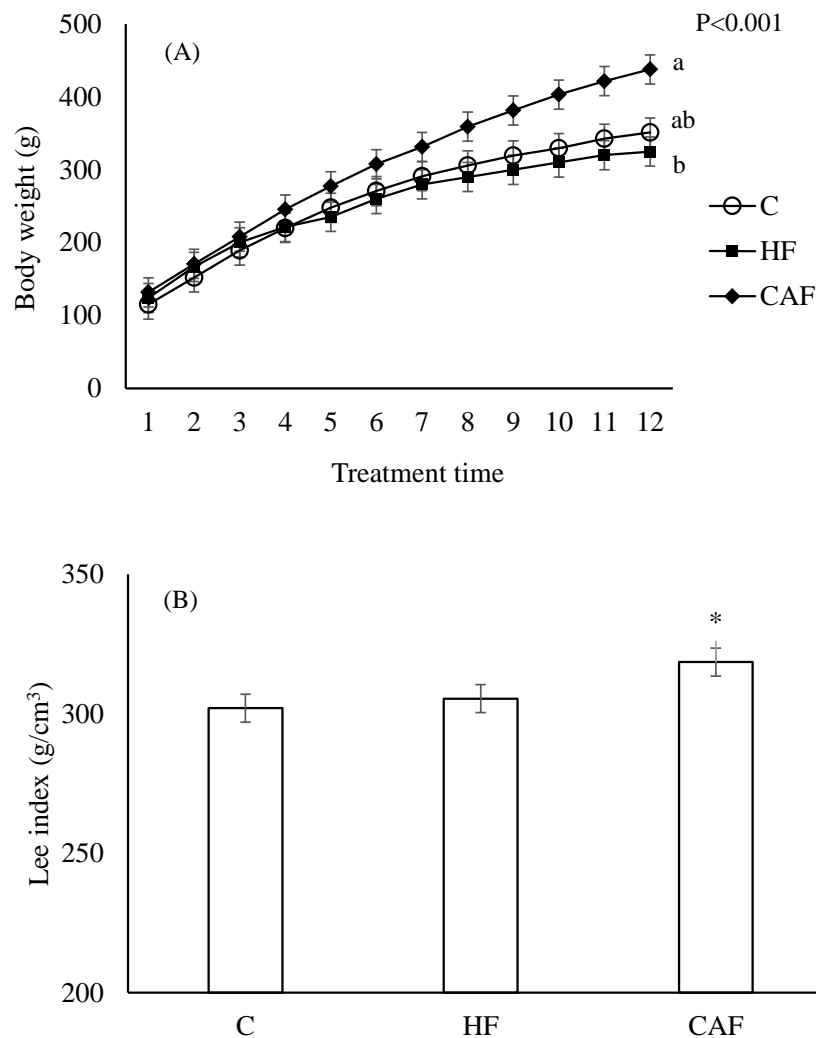 P<0.001
(A)
500
400
300
200
100
0
Body weight (g)
a
ab
b
C
HF
CAF
1 2 3 4 5 6 7 8 9 10 11 12
Treatment time
(B)
350
300
250
200
Lee index (g/cm³)
*
C HF CAF